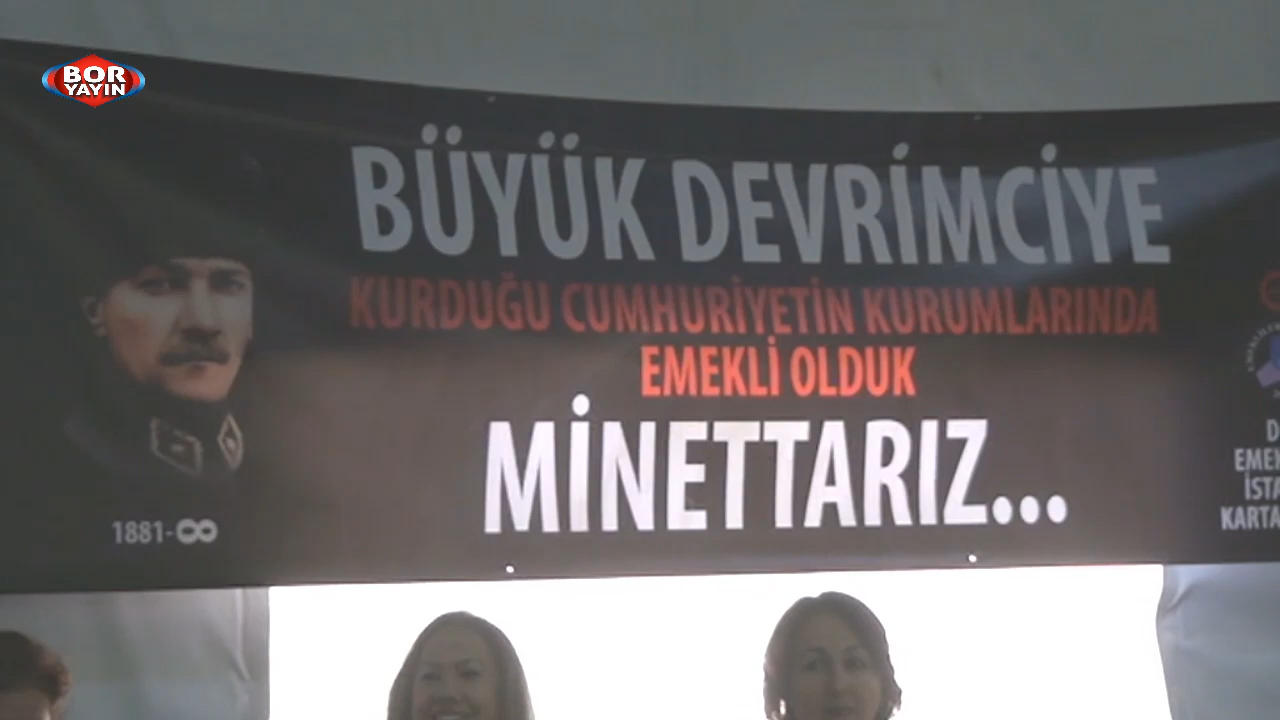 BOR
YAYIN
BÜYÜK DEVRİMCİYE
KURDUĞU CUMHURİYETİN KURUMLARINDA
EMEKLİ OLDUK
MİNETTARIZ...
1881-∞